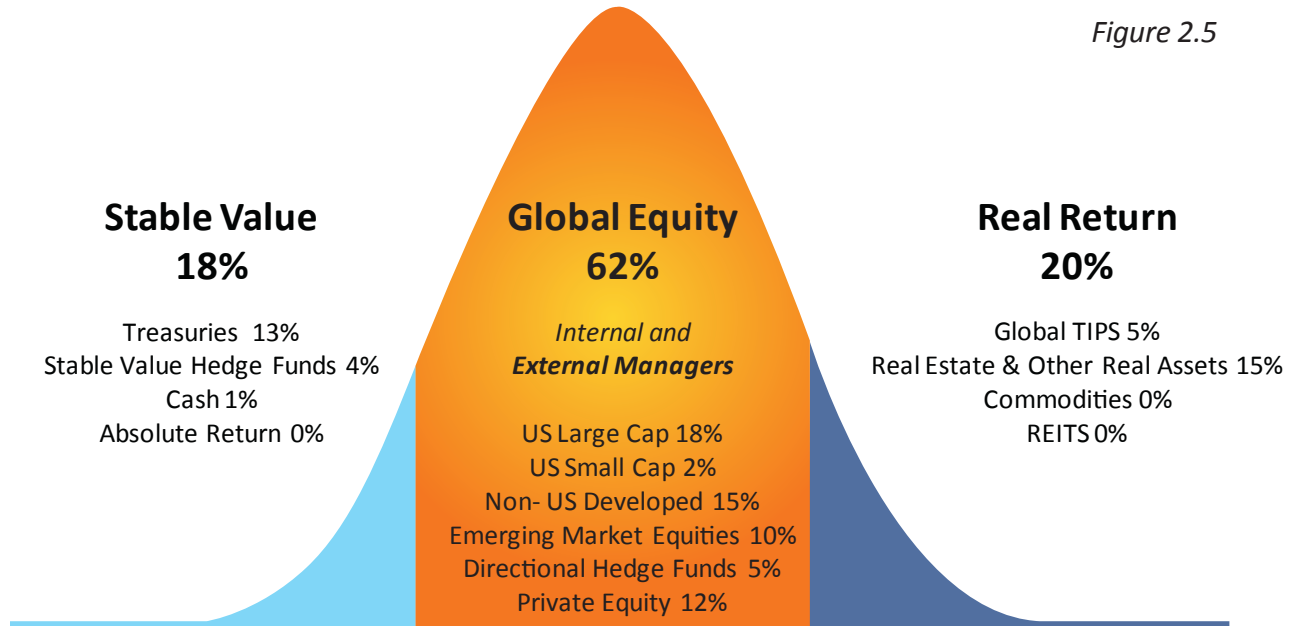 Figure 2.5
Stable Value
18%
Treasuries 13%
Stable Value Hedge Funds 4%
Cash 1%
Absolute Return 0%
Global Equity
62%
Internal and
External Managers
US Large Cap 18%
US Small Cap 2%
Non- US Developed 15%
Emerging Market Equities 10%
Directional Hedge Funds 5%
Private Equity 12%
Real Return
20%
Global TIPS 5%
Real Estate & Other Real Assets 15%
Commodities 0%
REITS 0%